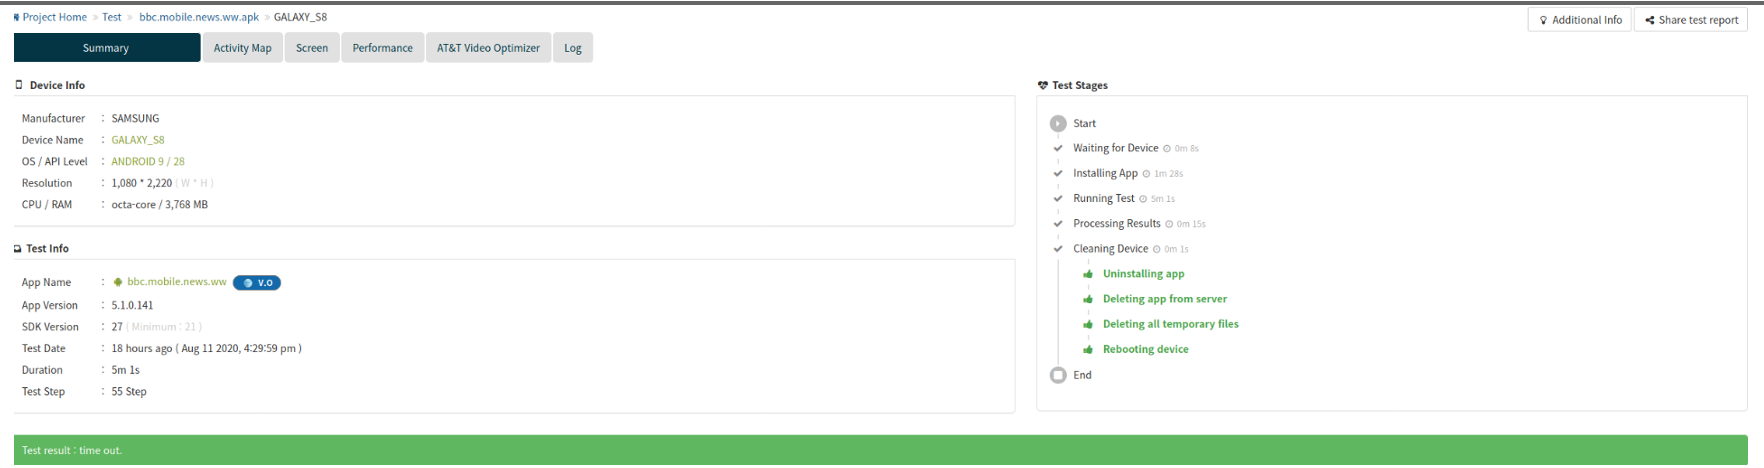 Project Home » Test » bbc.mobile.news.ww.apk » GALAXY_S8
Additional Info
Share test report
Summary
Activity Map
Screen
Performance
AT&T Video Optimizer
Log
Device Info
Manufacturer : SAMSUNG
Device Name : GALAXY_S8
OS / API Level : ANDROID 9 / 28
Resolution : 1,080 * 2,220 ( W * H )
CPU / RAM : octa-core / 3,768 MB
Test Info
App Name : bbc.mobile.news.ww V.O
App Version : 5.1.0.141
SDK Version : 27 ( Minimum : 21 )
Test Date : 18 hours ago ( Aug 11 2020, 4:29:59 pm )
Duration : 5m 1s
Test Step : 55 Step
Test Stages
Start
Waiting for Device 0m 8s
Installing App 1m 28s
Running Test 5m 1s
Processing Results 0m 15s
Cleaning Device 0m 1s
Uninstalling app
Deleting app from server
Deleting all temporary files
Rebooting device
End
Test result : time out.